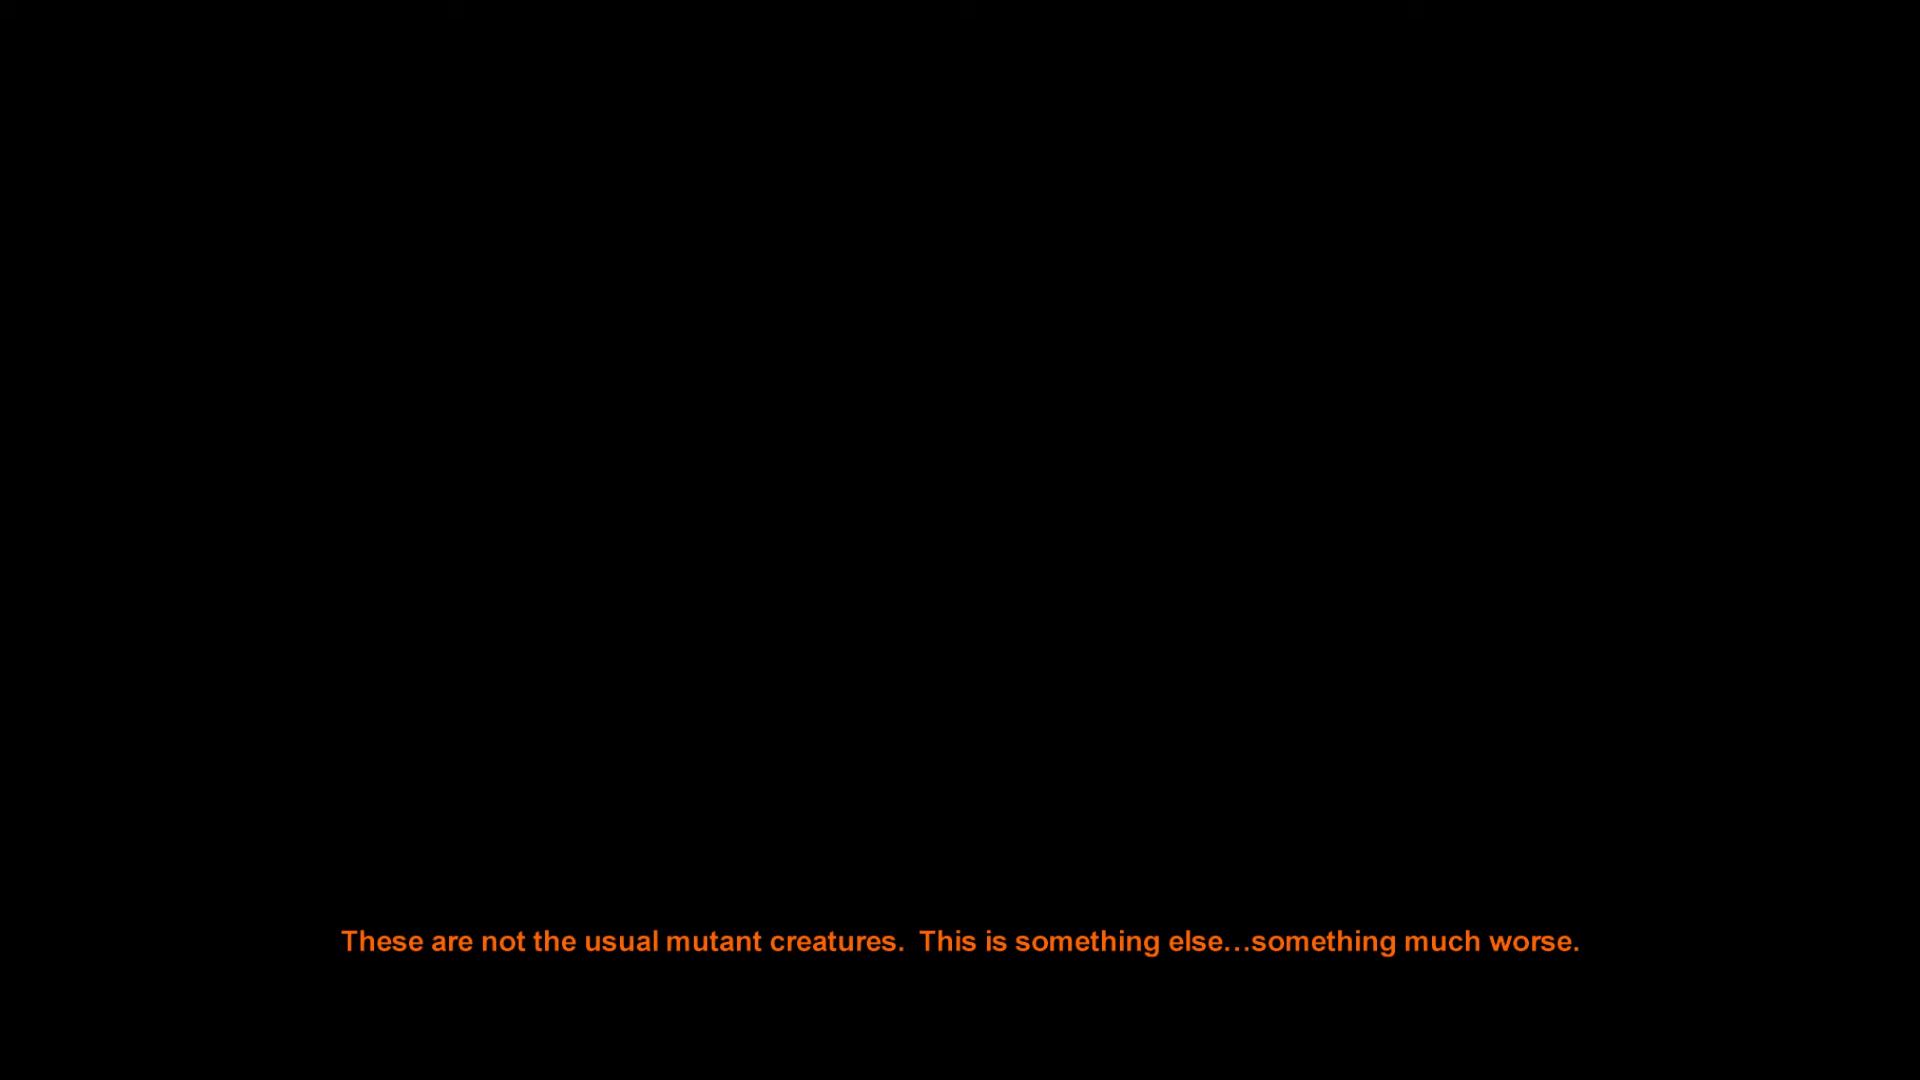 These are not the usual mutant creatures.  This is something else…something much worse.